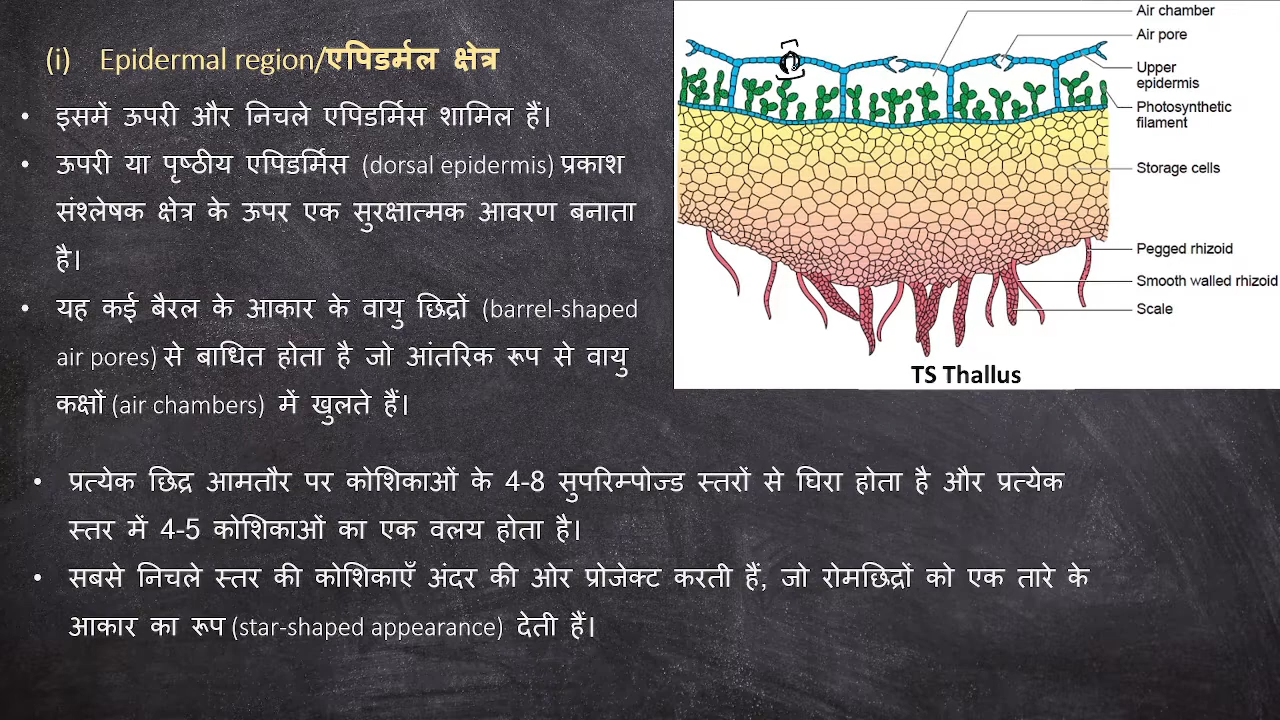 (i) Epidermal region/एपिडर्मल क्षेत्र
• इसमें ऊपरी और निचले एपिडर्मिस शामिल हैं।
• ऊपरी या पृष्ठीय एपिडर्मिस (dorsal epidermis) प्रकाश
संश्लेषक क्षेत्र के ऊपर एक सुरक्षात्मक आवरण बनाता
है।
• यह कई बैरल के आकार के वायु छिद्रों (barrel-shaped
air pores) से बाधित होता है जो आंतरिक रूप से वायु
कक्षों (air chambers) में खुलते हैं।
• प्रत्येक छिद्र आमतौर पर कोशिकाओं के 4-8 सुपरिम्पोज्ड स्तरों से घिरा होता है और प्रत्येक
स्तर में 4-5 कोशिकाओं का एक वलय होता है।
• सबसे निचले स्तर की कोशिकाएँ अंदर की ओर प्रोजेक्ट करती हैं, जो रोमछिद्रों को एक तारे के
आकार का रूप (star-shaped appearance) देती हैं।
Air chamber
Air pore
Upper
epidermis
Photosynthetic
filament
Storage cells
Pegged rhizoid
Smooth walled rhizoid
Scale
TS Thallus